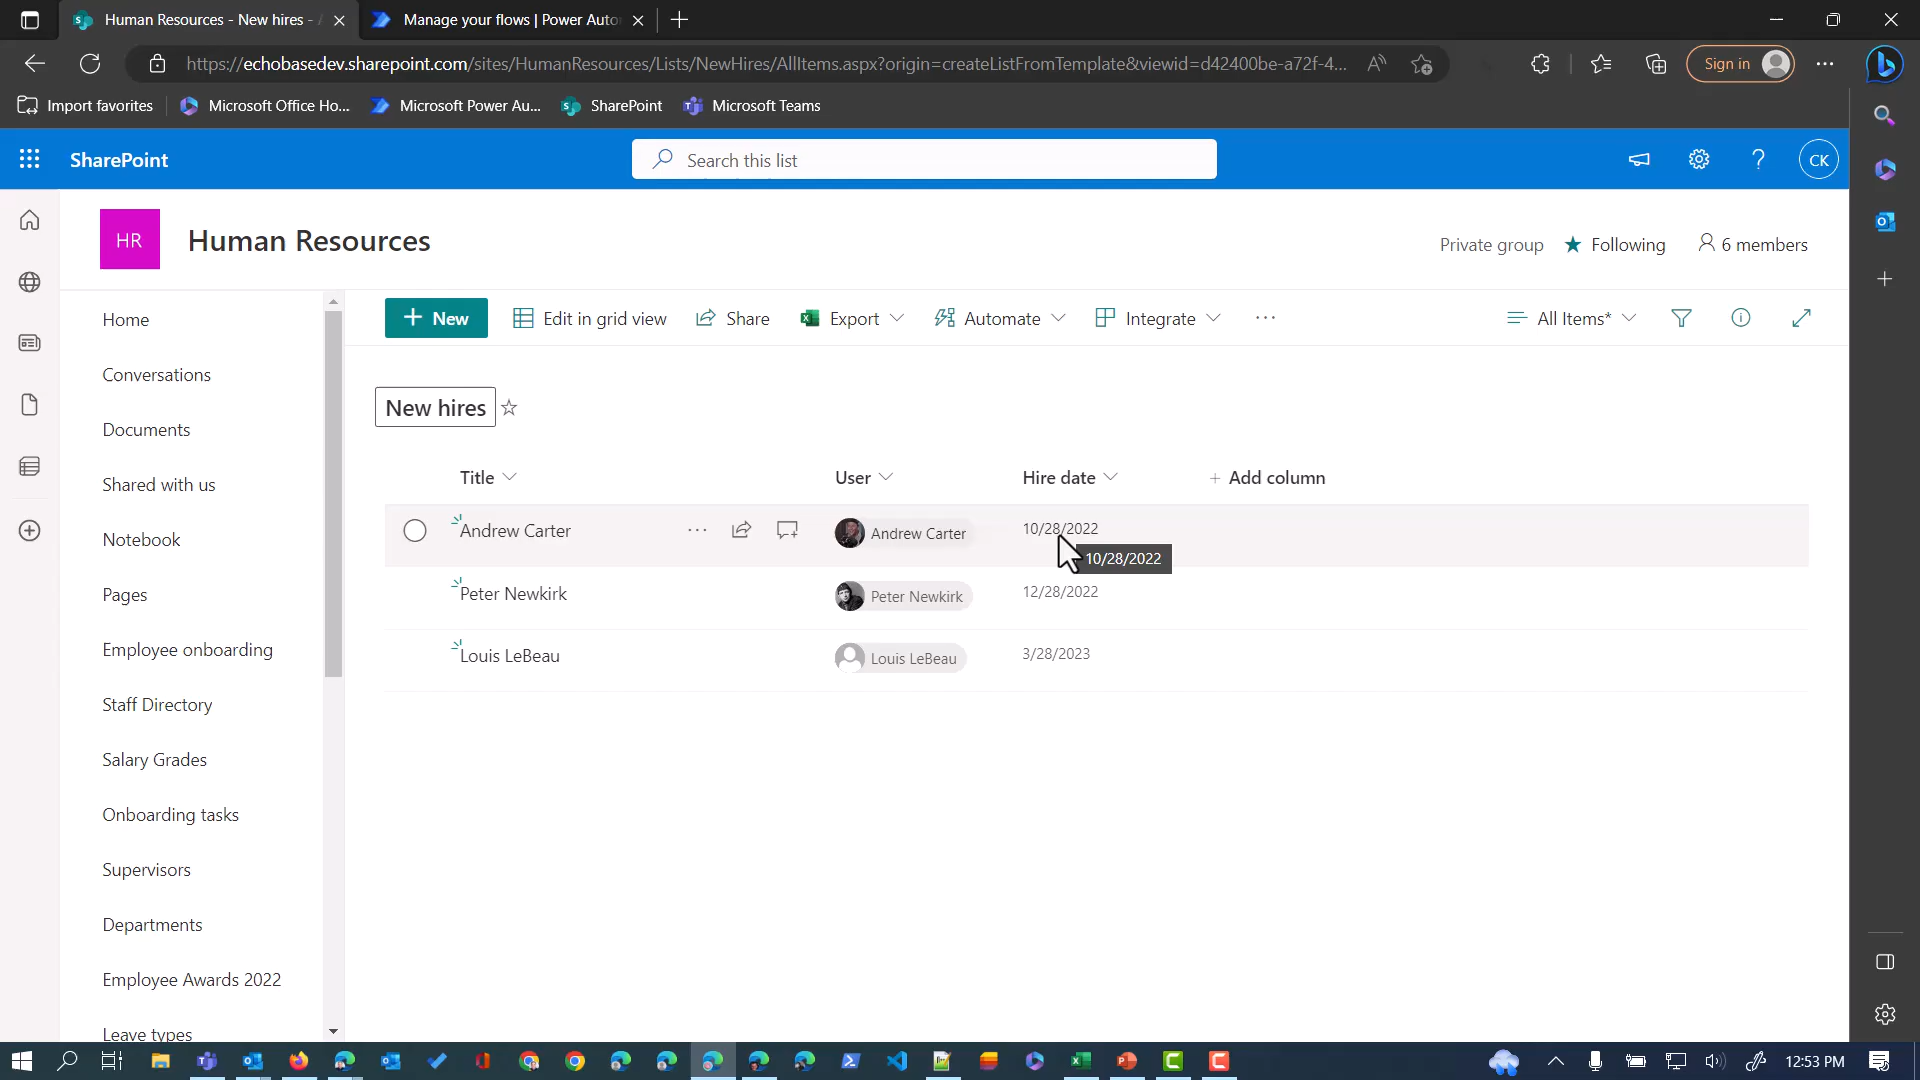 Human Resources - New hires - A
Manage your flows | Power Auto
https://echobasedev.sharepoint.com/sites/HumanResources/Lists/NewHires/AllItems.aspx?origin=createListFromTemplate&viewid=d42400be-a72f-4...
Sign in
Import favorites
Microsoft Office Ho...
Microsoft Power Au...
SharePoint
Microsoft Teams
SharePoint
Search this list
CK
HR
Human Resources
Private group
Following
6 members
Home
Conversations
Documents
Shared with us
Notebook
Pages
Employee onboarding
Staff Directory
Salary Grades
Onboarding tasks
Supervisors
Departments
Employee Awards 2022
Leave types
New
Edit in grid view
Share
Export
Automate
Integrate
All Items*
New hires
Title
User
Hire date
Add column
Andrew Carter
Andrew Carter
10/28/2022
10/28/2022
Peter Newkirk
Peter Newkirk
12/28/2022
Louis LeBeau
Louis LeBeau
3/28/2023
12:53 PM